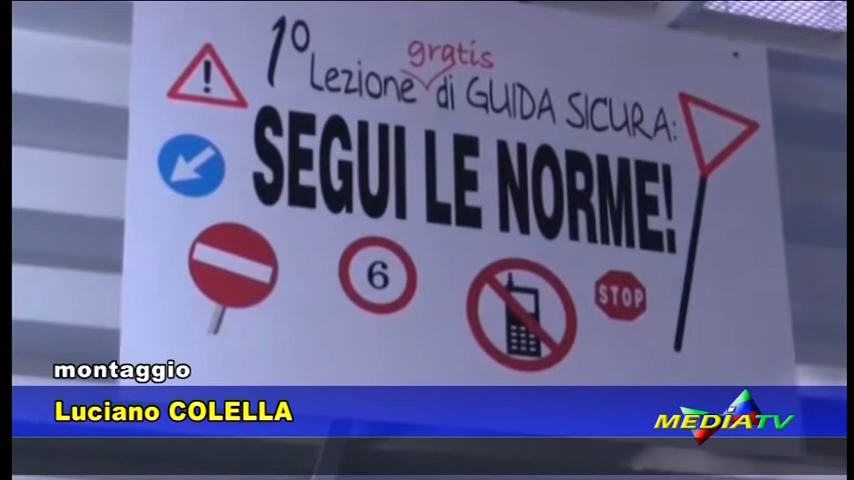 1° Lezione gratis di GUIDA SICURA:
SEGUI LE NORME!
6
STOP
montaggio
Luciano COLELLA
MEDIATV